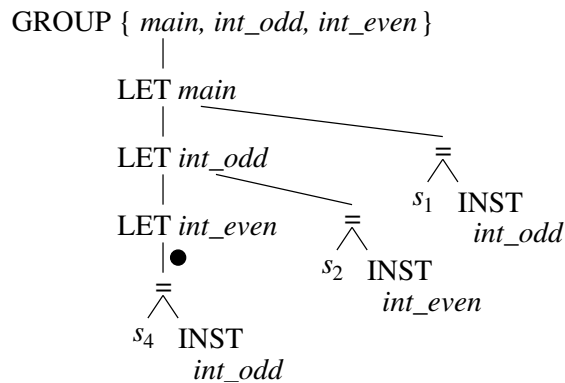 GROUP { main, int_odd, int_even }
LET main
=
LET int_odd
s1 INST
int_odd
=
LET int_even
s2 INST
int_even
=
s4 INST
int_odd